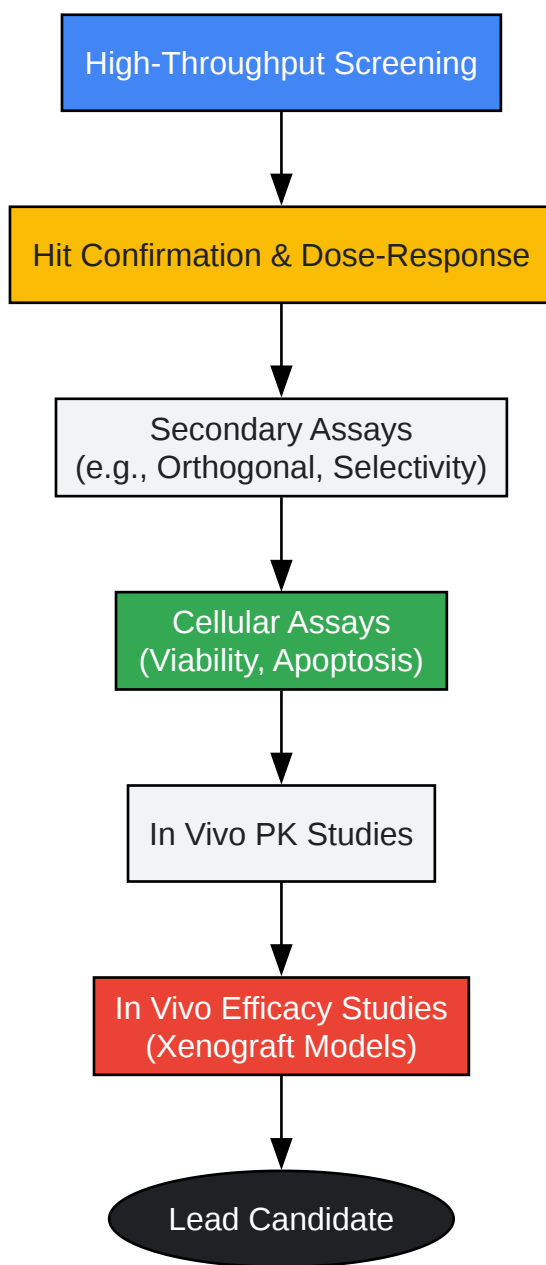 High-Throughput Screening
Hit Confirmation & Dose-Response
Secondary Assays
(e.g., Orthogonal, Selectivity)
Cellular Assays
(Viability, Apoptosis)
In Vivo PK Studies
In Vivo Efficacy Studies
(Xenograft Models)
Lead Candidate